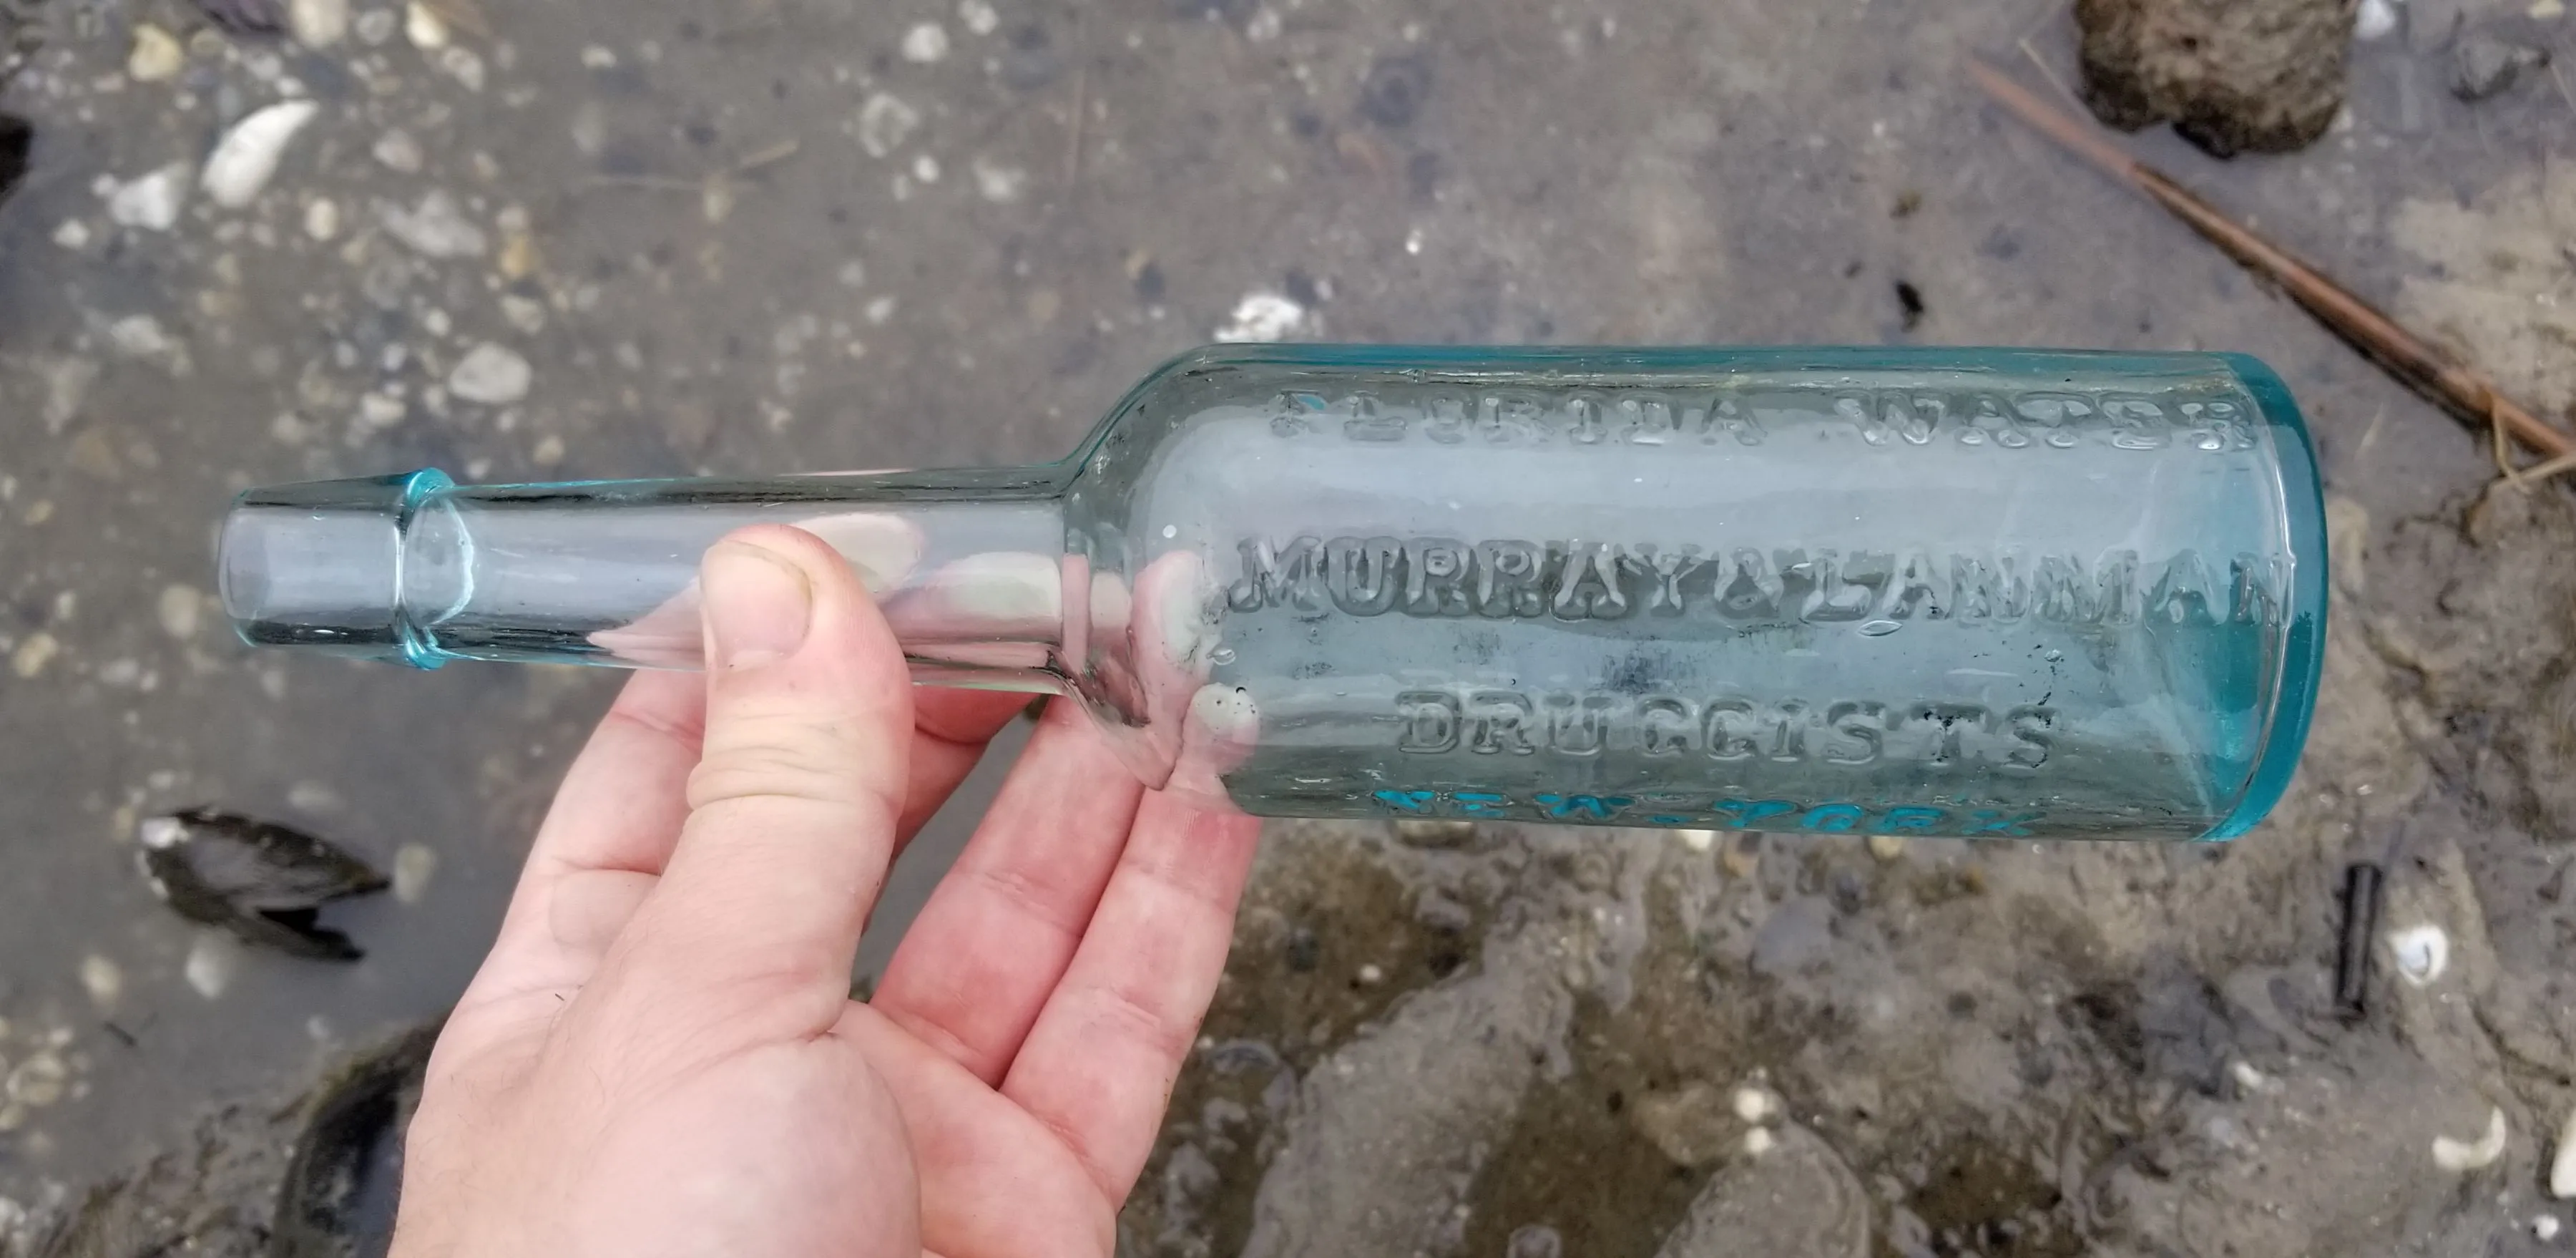 FLORIDA WATER
MURRAY & LANMAN
DRUGGISTS
NEW-YORK